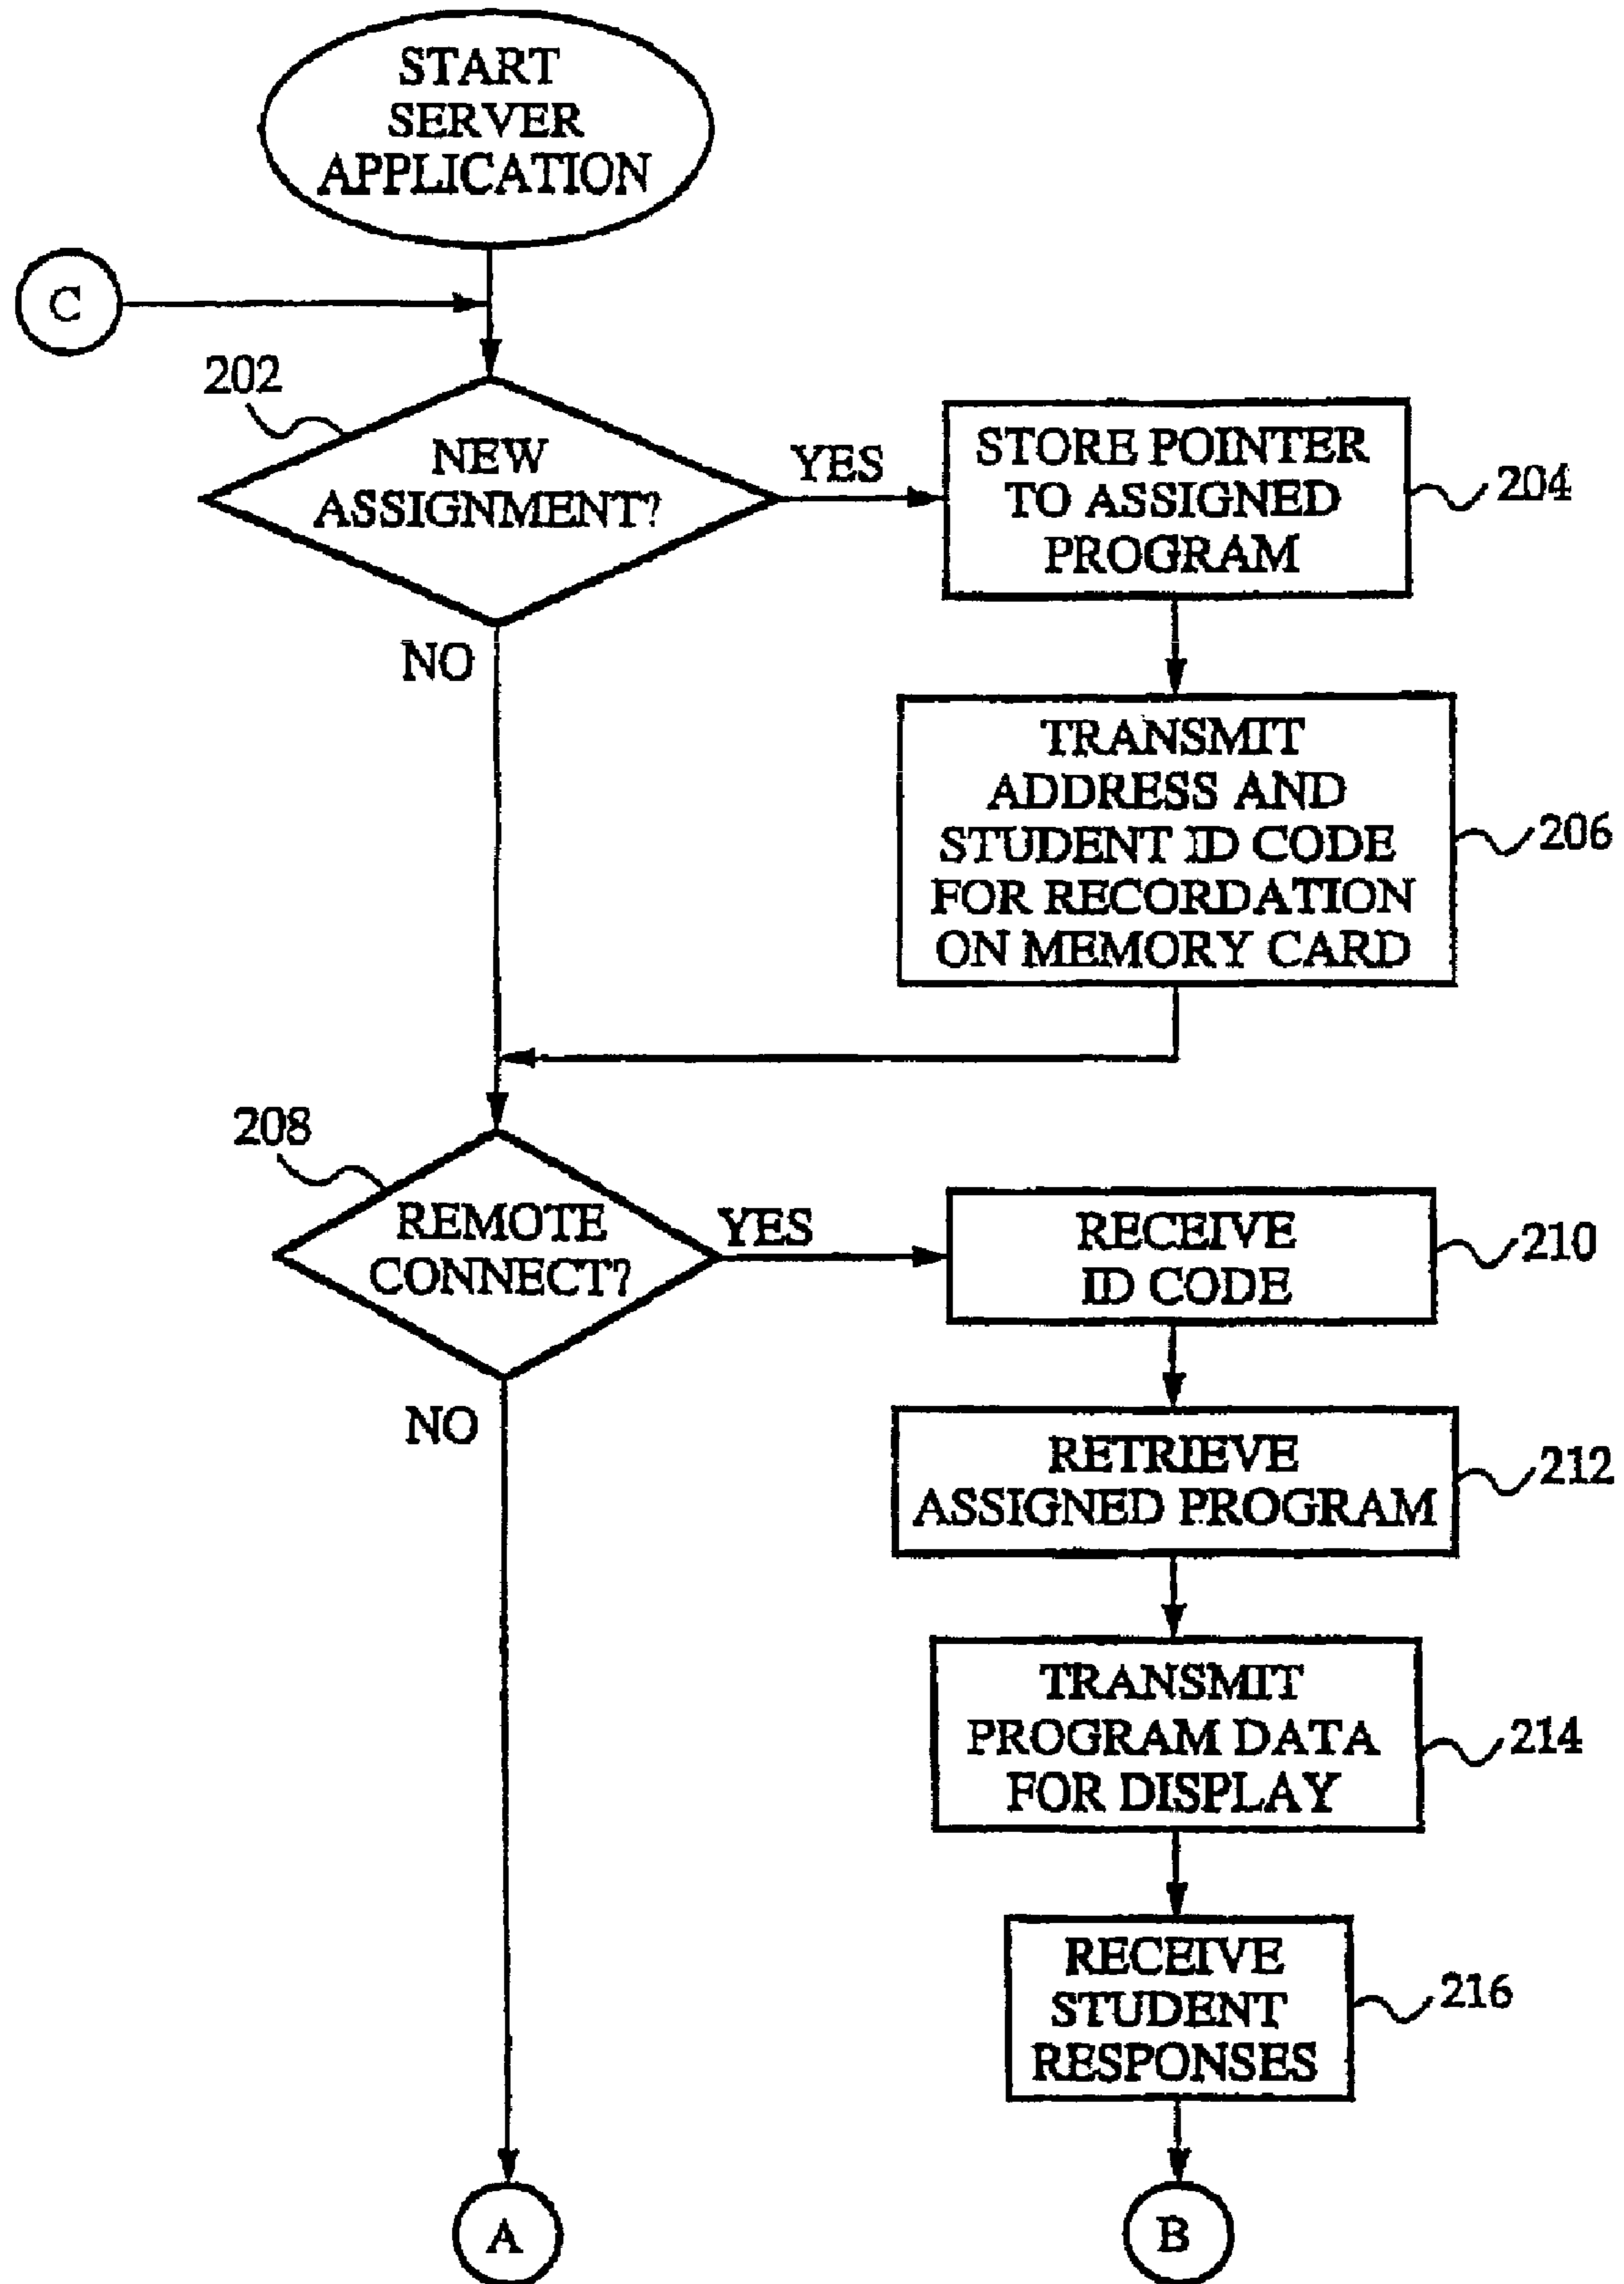 START
SERVER
APPLICATION
C
202
NEW
ASSIGNMENT?
YES
STORE POINTER
TO ASSIGNED
PROGRAM
204
NO
TRANSMIT
ADDRESS AND
STUDENT ID CODE
FOR RECORDATION
ON MEMORY CARD
206
208
REMOTE
CONNECT?
YES
RECEIVE
ID CODE
210
NO
RETRIEVE
ASSIGNED PROGRAM
212
TRANSMIT
PROGRAM DATA
FOR DISPLAY
214
RECEIVE
STUDENT
RESPONSES
216
A
B